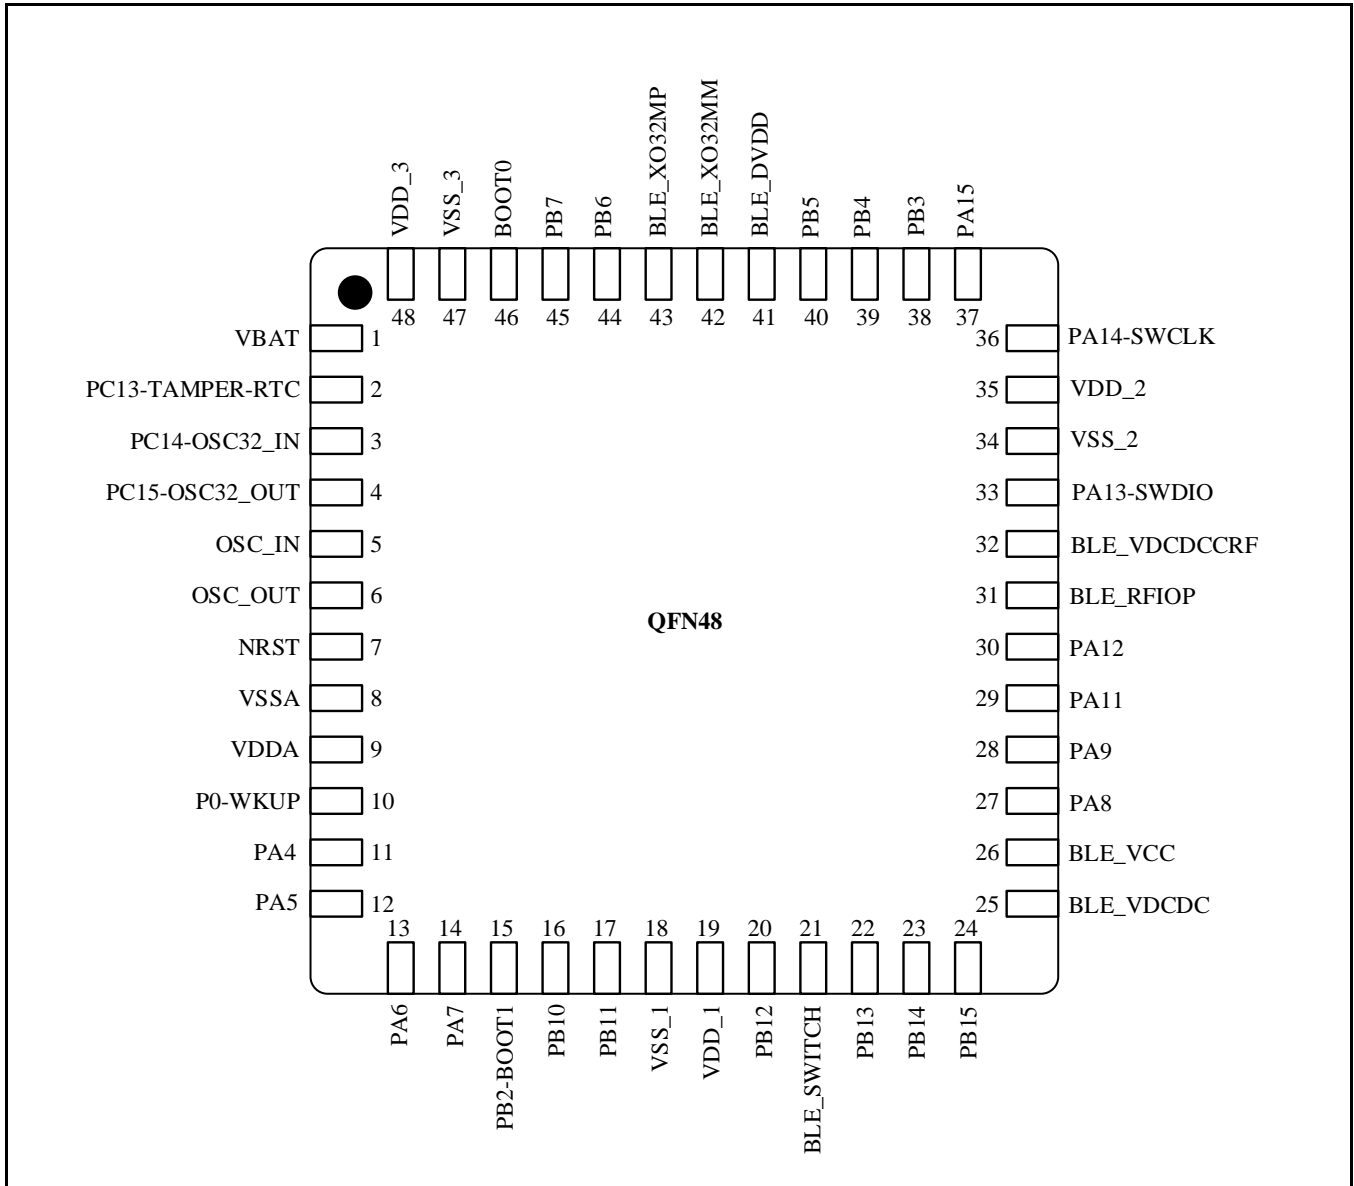 VDD_3
VSS_3
BOOT0
PB7
PB6
BLE_XO32MP
BLE_XO32MM
BLE_DVDD
PB5
PB4
PB3
PA15
48 47 46 45 44 43 42 41 40 39 38 37
VBAT 1
PC13-TAMPER-RTC 2
PC14-OSC32_IN 3
PC15-OSC32_OUT 4
OSC_IN 5
OSC_OUT 6
NRST 7
VSSA 8
VDDA 9
P0-WKUP 10
PA4 11
PA5 12
QFN48
36 PA14-SWCLK
35 VDD_2
34 VSS_2
33 PA13-SWDIO
32 BLE_VDCDCCRF
31 BLE_RFIOP
30 PA12
29 PA11
28 PA9
27 PA8
26 BLE_VCC
25 BLE_VDCDC
13 14 15 16 17 18 19 20 21 22 23 24
PA6
PA7
PB2-BOOT1
PB10
PB11
VSS_1
VDD_1
PB12
BLE_SWITCH
PB13
PB14
PB15